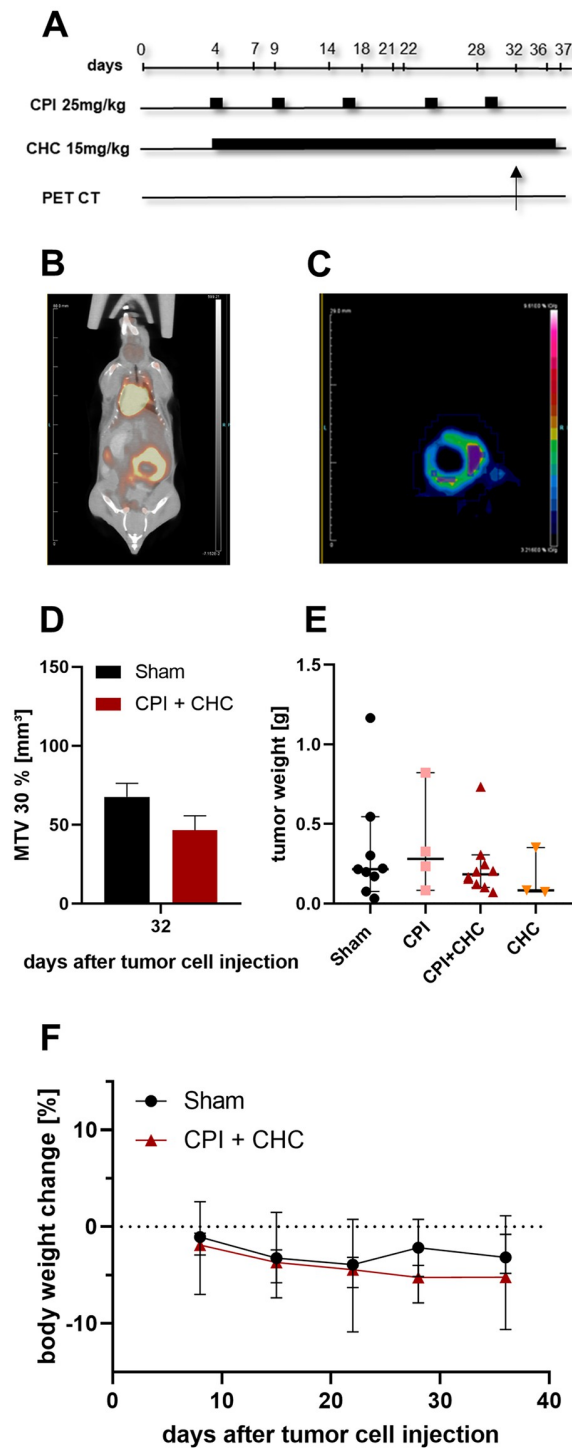 A
0 4 7 9 14 18 21 22 28 32 36 37
days
CPI 25mg/kg
CHC 15mg/kg
PET CT
B
C
D
150
100
50
0
MTV 30 % [mm³]
Sham
CPI + CHC
32
days after tumor cell injection
E
1.5
1.0
0.5
0.0
tumor weight [g]
Sham
CPI
CPI+CHC
CHC
F
10
0
-10
body weight change [%]
Sham
CPI + CHC
0 10 20 30 40
days after tumor cell injection